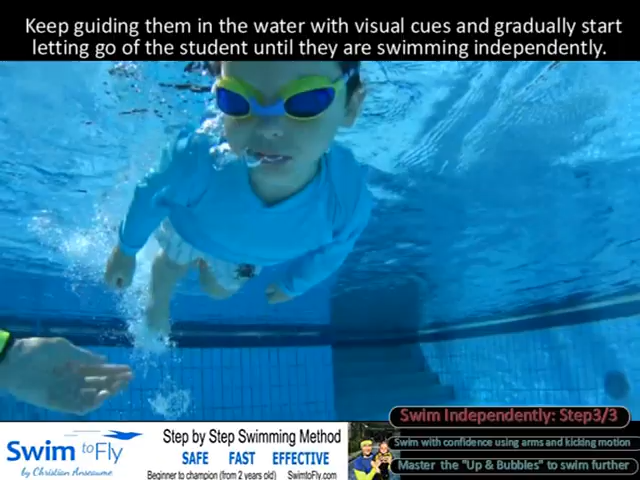 Keep guiding them in the water with visual cues and gradually start
letting go of the student until they are swimming independently.
Swim Independently: Step3/3
Swim with confidence using arms and kicking motion
Master the "Up & Bubbles" to swim further
Swim to Fly
by Christian Anseaume
Step by Step Swimming Method
SAFE FAST EFFECTIVE
Beginner to champion (from 2 years old) SwimtoFly.com